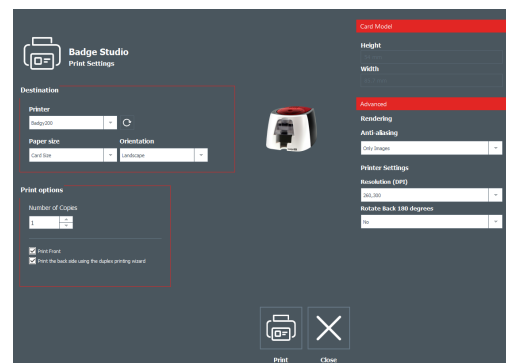 Badge Studio
Print Settings
Destination
Printer
Badgy200
Paper size
Orientation
Card Size
Landscape
Print options
Number of Copies
1
Print Front
Print the back side using the duplex printing wizard
Card Model
Height
Width
Advanced
Rendering
Anti-aliasing
Only Images
Printer Settings
Resolution (DPI)
260,300
Rotate Back 180 degrees
No
Print
Close